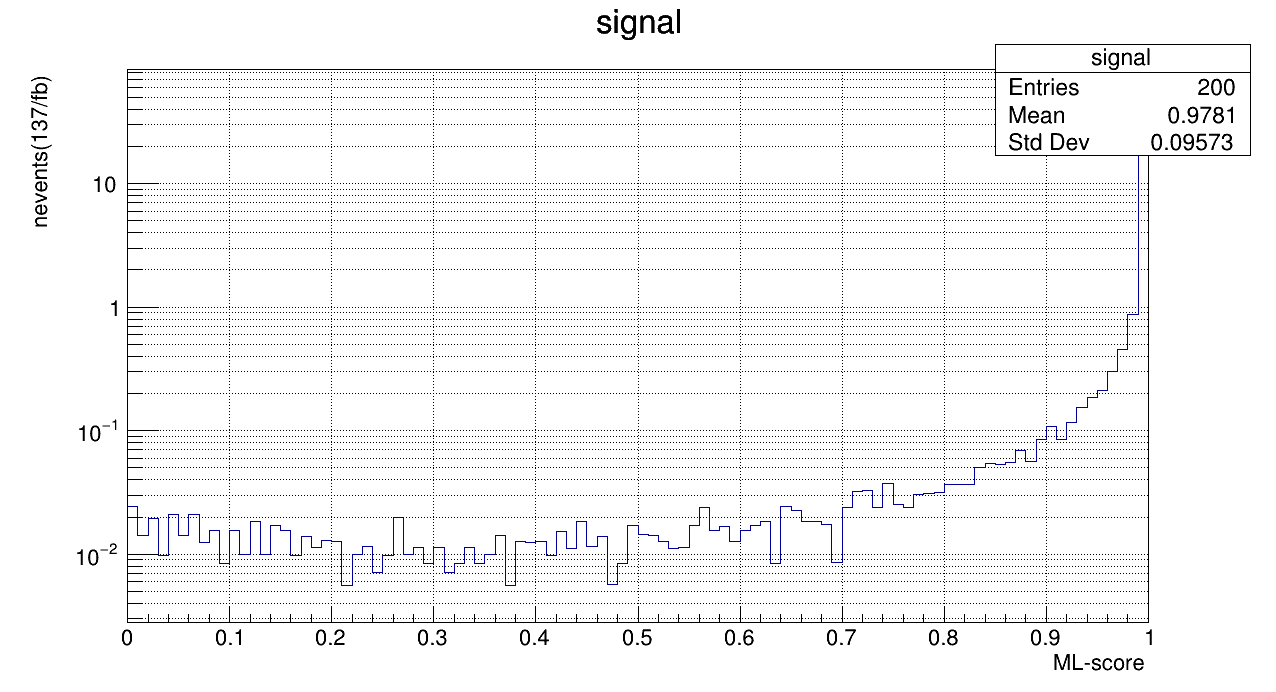 signal
signal
Entries 200
Mean 0.9781
Std Dev 0.09573
nevents(137/fb)
10
1
10⁻¹
10⁻²
0 0.1 0.2 0.3 0.4 0.5 0.6 0.7 0.8 0.9 1
ML-score